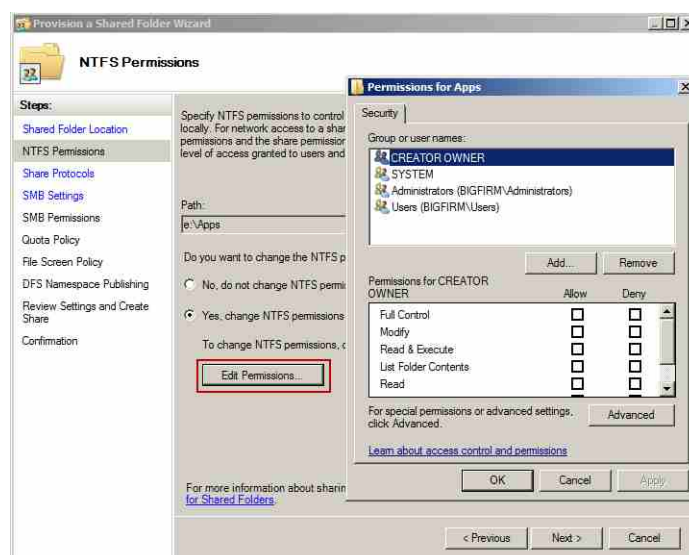 Provision a Shared Folder Wizard
NTFS Permissions
Steps:
Shared Folder Location
NTFS Permissions
Share Protocols
SMB Settings
SMB Permissions
Quota Policy
File Screen Policy
DFS Namespace Publishing
Review Settings and Create
Share
Confirmation
Specify NTFS permissions to control
locally. For network access to a shar
permissions and the share permission
level of access granted to users and
Path:
e:\Apps
Do you want to change the NTFS p
No, do not change NTFS permi
Yes, change NTFS permissions
To change NTFS permissions, c
Edit Permissions...
For more information about sharin
for Shared Folders.
< Previous
Next >
Cancel
Permissions for Apps
Security
Group or user names:
CREATOR OWNER
SYSTEM
Administrators (BIGFIRM\Administrators)
Users (BIGFIRM\Users)
Add...
Remove
Permissions for CREATOR
OWNER
Allow
Deny
Full Control
Modify
Read & Execute
List Folder Contents
Read
For special permissions or advanced settings,
click Advanced.
Advanced
Learn about access control and permissions
OK
Cancel
Apply